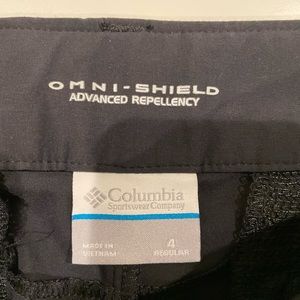 OMNI-SHIELD
ADVANCED REPELLENCY
Columbia
Sportswear Company
MADE IN
VIETNAM
4
REGULAR